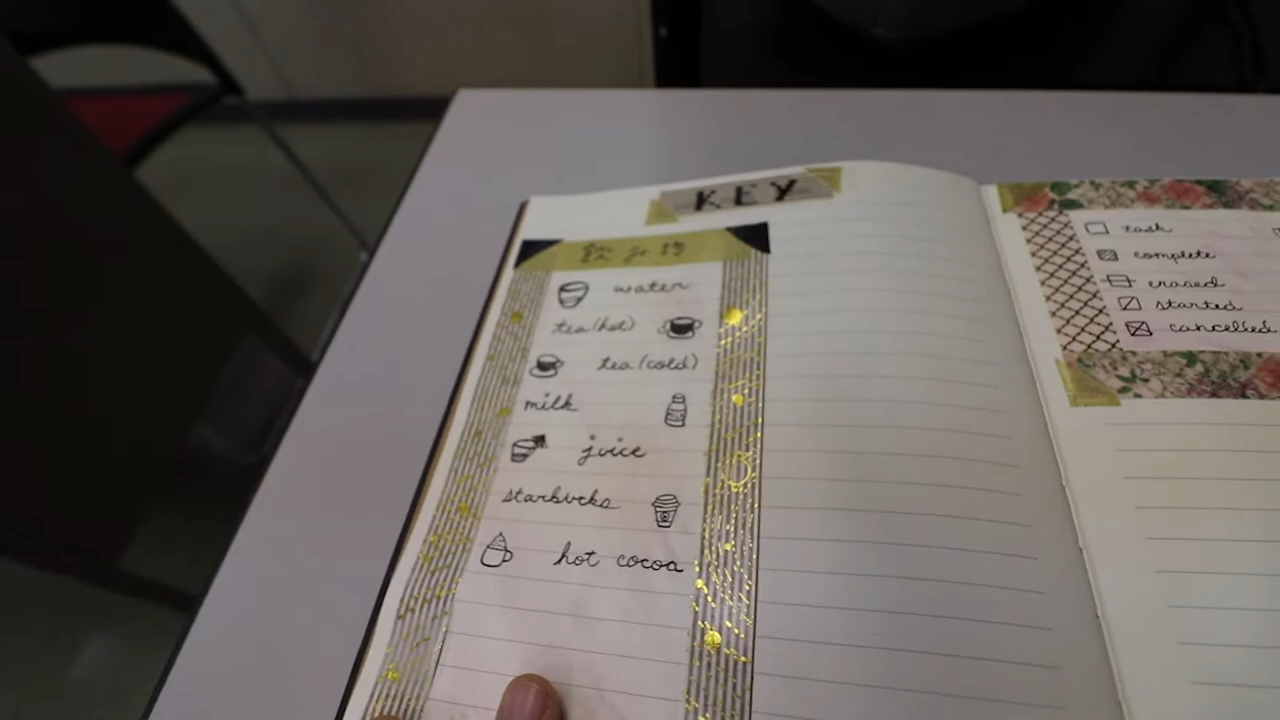 KEY
water
tea (hot)
tea (cold)
milk
juice
starbucks
hot cocoa
task
complete
erased
started
cancelled